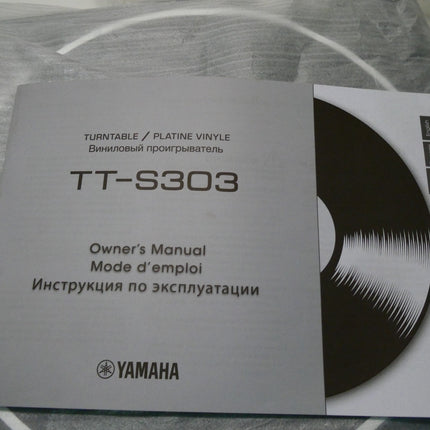 TURNTABLE / PLATINE VINYLE
Виниловый проигрыватель
TT-S303
Owner's Manual
Mode d'emploi
Инструкция по эксплуатации
YAMAHA